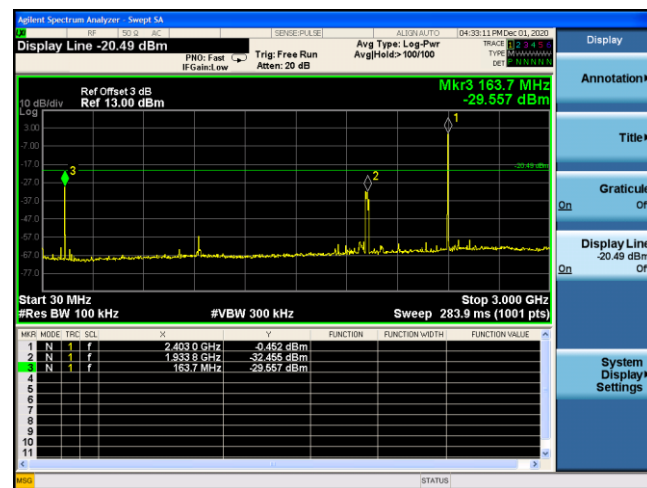 Agilent Spectrum Analyzer - Swept SA
RF 50 Ω AC SENSE:PULSE ALIGN AUTO 04:33:11 PM Dec 01, 2020
Display Line -20.49 dBm
PNO: Fast
IFGain:Low
Trig: Free Run
Atten: 20 dB
Avg Type: Log-Pwr
Avg|Hold:> 100/100
TRACE 1 2 3 4 5 6
TYPE M
DET P N N N N N
Ref Offset 3 dB
10 dB/div Ref 13.00 dBm
Log
Mkr3 163.7 MHz
-29.557 dBm
3.00
-7.00
-17.0
-27.0
-37.0
-47.0
-57.0
-67.0
-77.0
1
2
3
-20.49 dBm
Start 30 MHz Stop 3.000 GHz
#Res BW 100 kHz #VBW 300 kHz Sweep 283.9 ms (1001 pts)
MKR MODE TRC SCL X Y FUNCTION FUNCTION WIDTH FUNCTION VALUE
1 N 1 f 2.403 0 GHz -0.452 dBm
2 N 1 f 1.933 8 GHz -32.455 dBm
3 N 1 f 163.7 MHz -29.557 dBm
4
5
6
7
8
9
10
11
MSG STATUS
Display
Annotation
Title
Graticule
On Of
Display Line
-20.49 dBm
On Of
System
Display
Settings